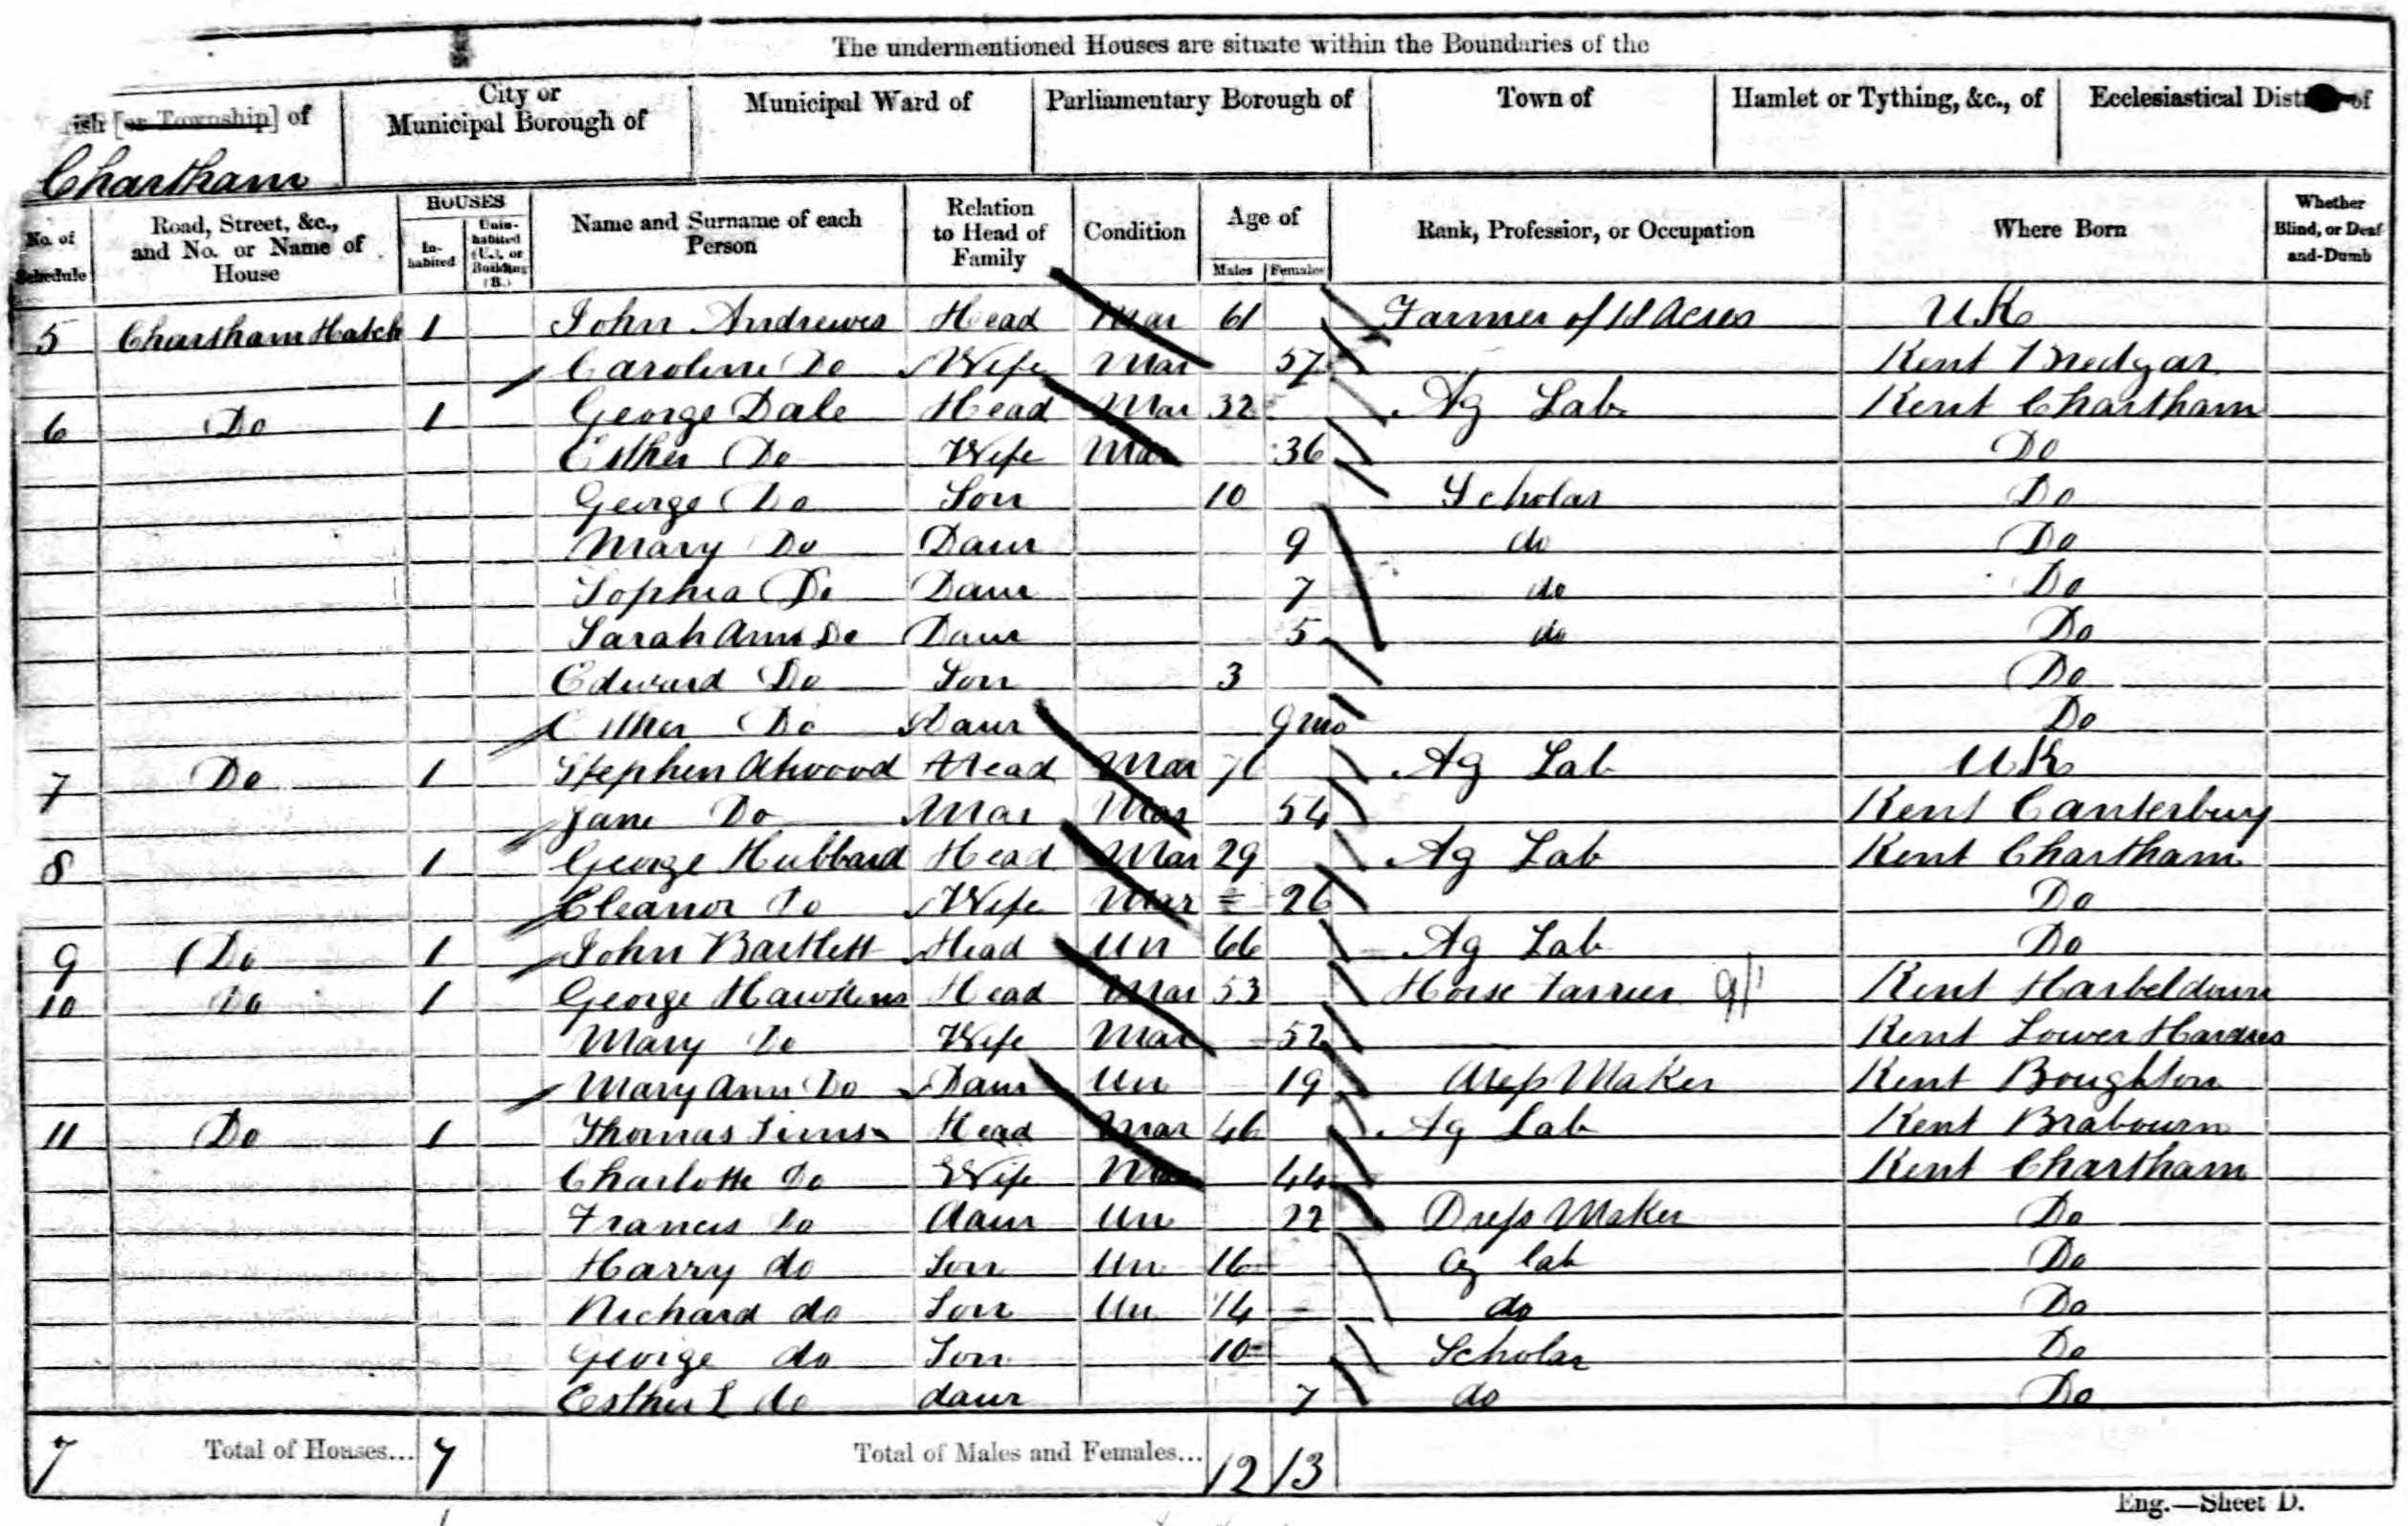 The undermentioned Houses are situate within the Boundaries of the
ish [or Township] of City or Municipal Borough of Municipal Ward of Parliamentary Borough of Town of Hamlet or Tything, &c., of Ecclesiastical District of
Chartham
No. of Schedule Road, Street, &c., and No. or Name of House HOUSES Inhabited Uninhabited (U.), or Building (B.) Name and Surname of each Person Relation to Head of Family Condition Age of Males Females Rank, Profession, or Occupation Where Born Whether Blind, or Deaf-and-Dumb
5 Chartham Hatch 1 John Andrewes Head Mar 61 Farmer of Acres U.K.
Caroline Do Wife Mar 57 Kent Bredgar
6 Do 1 George Dale Head Mar 32 Ag Lab Kent Chartham
Esther Do Wife Mar 36 Do
George Do Son 10 Scholar Do
Mary Do Daur 9 do Do
Sophia Do Daur 7 do Do
Sarah Ann Do Daur 5 do Do
Edward Do Son 3 Do
Esther Do Daur 9 mo Do
7 Do 1 Stephen Atwood Head Mar Ag Lab U.K.
Jane Do Mar Mar 54 Kent Canterbury
8 1 George Hubbard Head Mar 29 Ag Lab Kent Chartham
Eleanor Do Wife Mar 26 Do
9 Do 1 John Bartlett Head Un 66 Ag Lab Do
10 Do 1 George Hawkins Head Mar 53 Horse Farrier Kent Harbeldown
Mary Do Wife Mar 52 Kent Lower Hardres
Mary Ann Do Daur Un 19 Maker Kent Boughton
11 Do 1 Thomas Sims Head Mar 46 Ag Lab Kent Brabourn
Charlotte Do Wife Mar 44 Kent Chartham
Francis Do daur Un 22 Dress Maker Do
Harry do Son Un 16 ag lab Do
Richard do Son Un 14 do Do
George do Son 10 Scholar Do
Esther L do daur 7 do Do
7 Total of Houses... 7 Total of Males and Females... 12 13
Eng.—Sheet D.